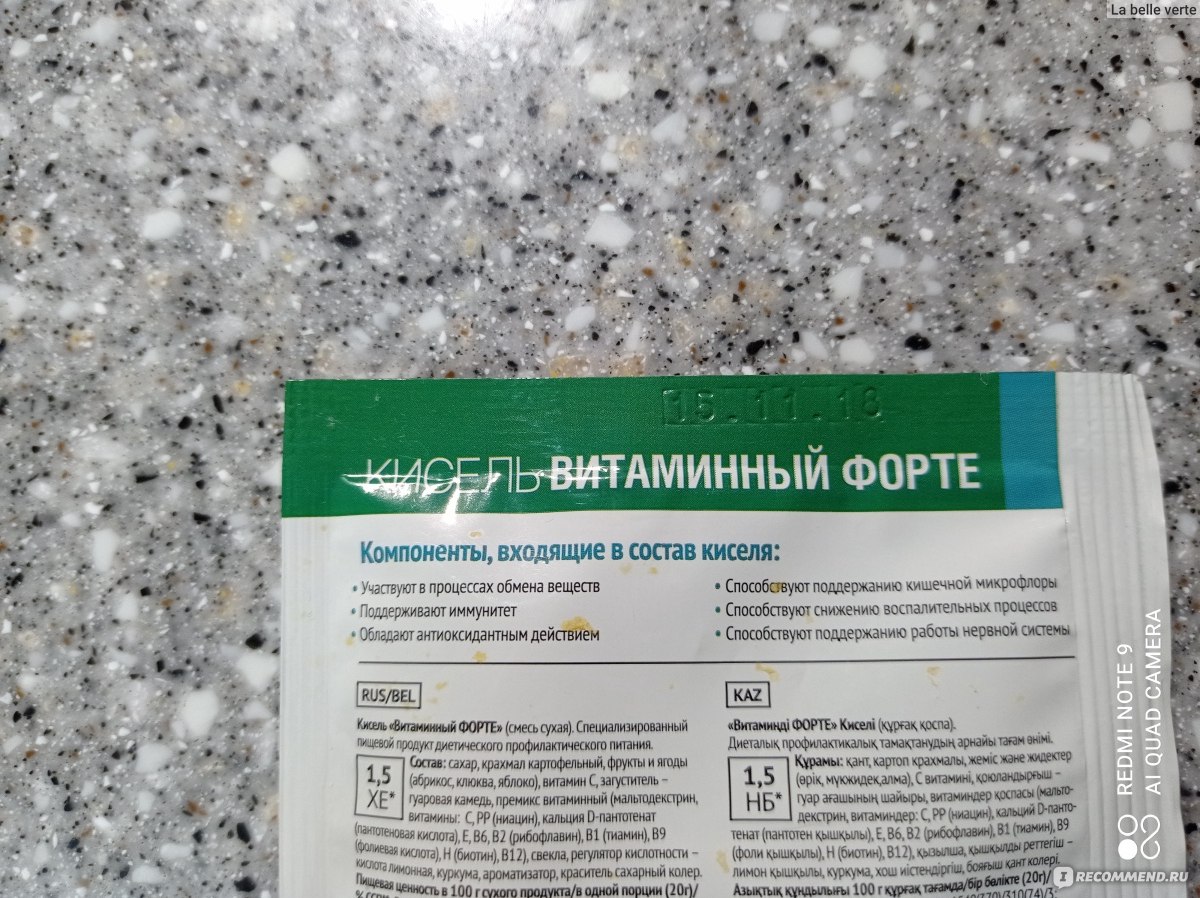 La belle verte
15.11.18
КИСЕЛЬ ВИТАМИННЫЙ ФОРТЕ
Компоненты, входящие в состав киселя:
• Участвуют в процессах обмена веществ
• Поддерживают иммунитет
• Обладают антиоксидантным действием
• Способствуют поддержанию кишечной микрофлоры
• Способствуют снижению воспалительных процессов
• Способствуют поддержанию работы нервной системы
RUS/BEL
Кисель «Витаминный ФОРТЕ» (смесь сухая). Специализированный
пищевой продукт диетического профилактического питания.
1,5
ХЕ*
Состав: сахар, крахмал картофельный, фрукты и ягоды
(абрикос, клюква, яблоко), витамин С, загуститель –
гуаровая камедь, премикс витаминный (мальтодекстрин,
витамины: С, РР (ниацин), кальция D-пантотенат
(пантотеновая кислота), Е, В6, В2 (рибофлавин), В1 (тиамин), В9
(фолиевая кислота), Н (биотин), В12), свекла, регулятор кислотности –
кислота лимонная, куркума, ароматизатор, краситель сахарный колер.
Пищевая ценность в 100 г сухого продукта/в одной порции (20г)/
KAZ
«Витаминді ФОРТЕ» Киселі (құрғақ қоспа).
Диеталық профилактикалық тамақтанудың арнайы тағам өнімі.
1,5
НБ*
Құрамы: қант, картоп крахмалы, жеміс және жидектер
(өрік, мүкжидек,алма), С витамині, қоюландырғыш –
гуар ағашының шайыры, витаминдер қоспасы (мальто-
декстрин, витаминдер: С, РР (ниацин), кальций D-панто-
тенат (пантотен қышқылы), Е, В6, В2 (рибофлавин), В1 (тиамин), В9
(фоли қышқылы), Н (биотин), В12), қызылша, қышқылды реттегіш –
лимон қышқылы, куркума, хош иістендіргіш, бояғыш қант колері.
Азықтық құндылығы 100 г құрғақ тағамда/бір бөлікте (20г)/
REDMI NOTE 9
AI QUAD CAMERA
IRECOMMEND.RU